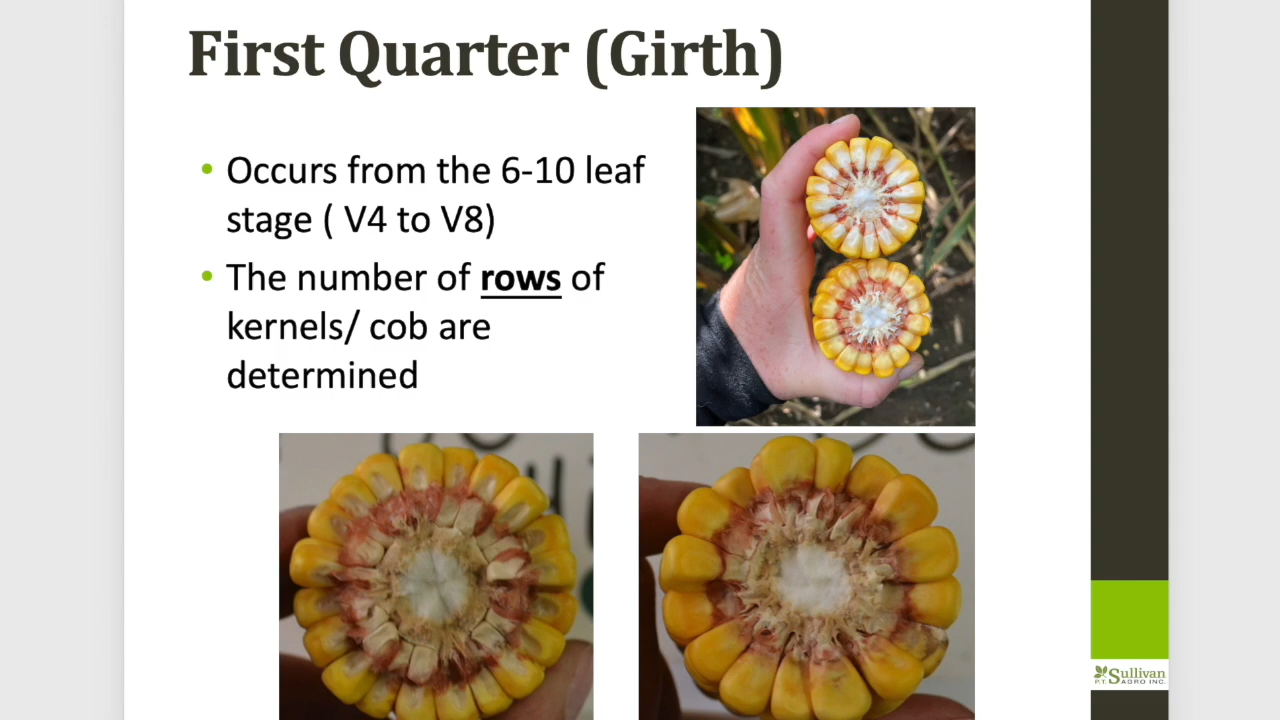 First Quarter (Girth)
• Occurs from the 6-10 leaf
stage ( V4 to V8)
• The number of rows of
kernels/ cob are
determined
Sullivan
P.T. AGRO INC.